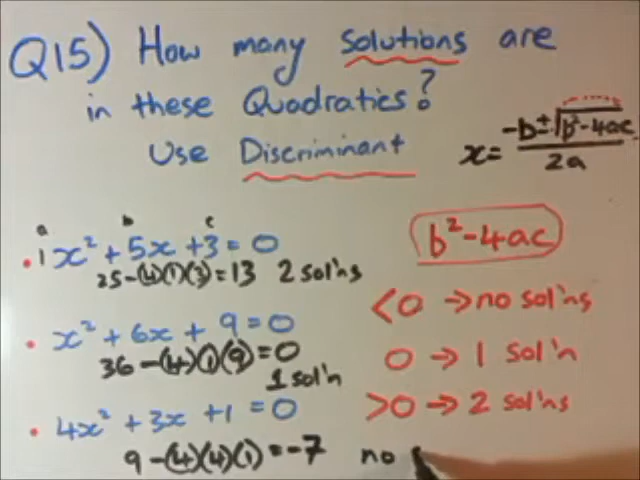 Q15) How many solutions are
in these Quadratics?
Use Discriminant
x = -b ± √b² - 4ac / 2a
a b c
• 1x² + 5x + 3 = 0
25 - (4)(1)(3) = 13 2 sol'ns
• x² + 6x + 9 = 0
36 - (4)(1)(9) = 0
1 sol'n
• 4x² + 3x + 1 = 0
9 - (4)(4)(1) = -7 no
b² - 4ac
<0 → no sol'ns
0 → 1 sol'n
>0 → 2 sol'ns